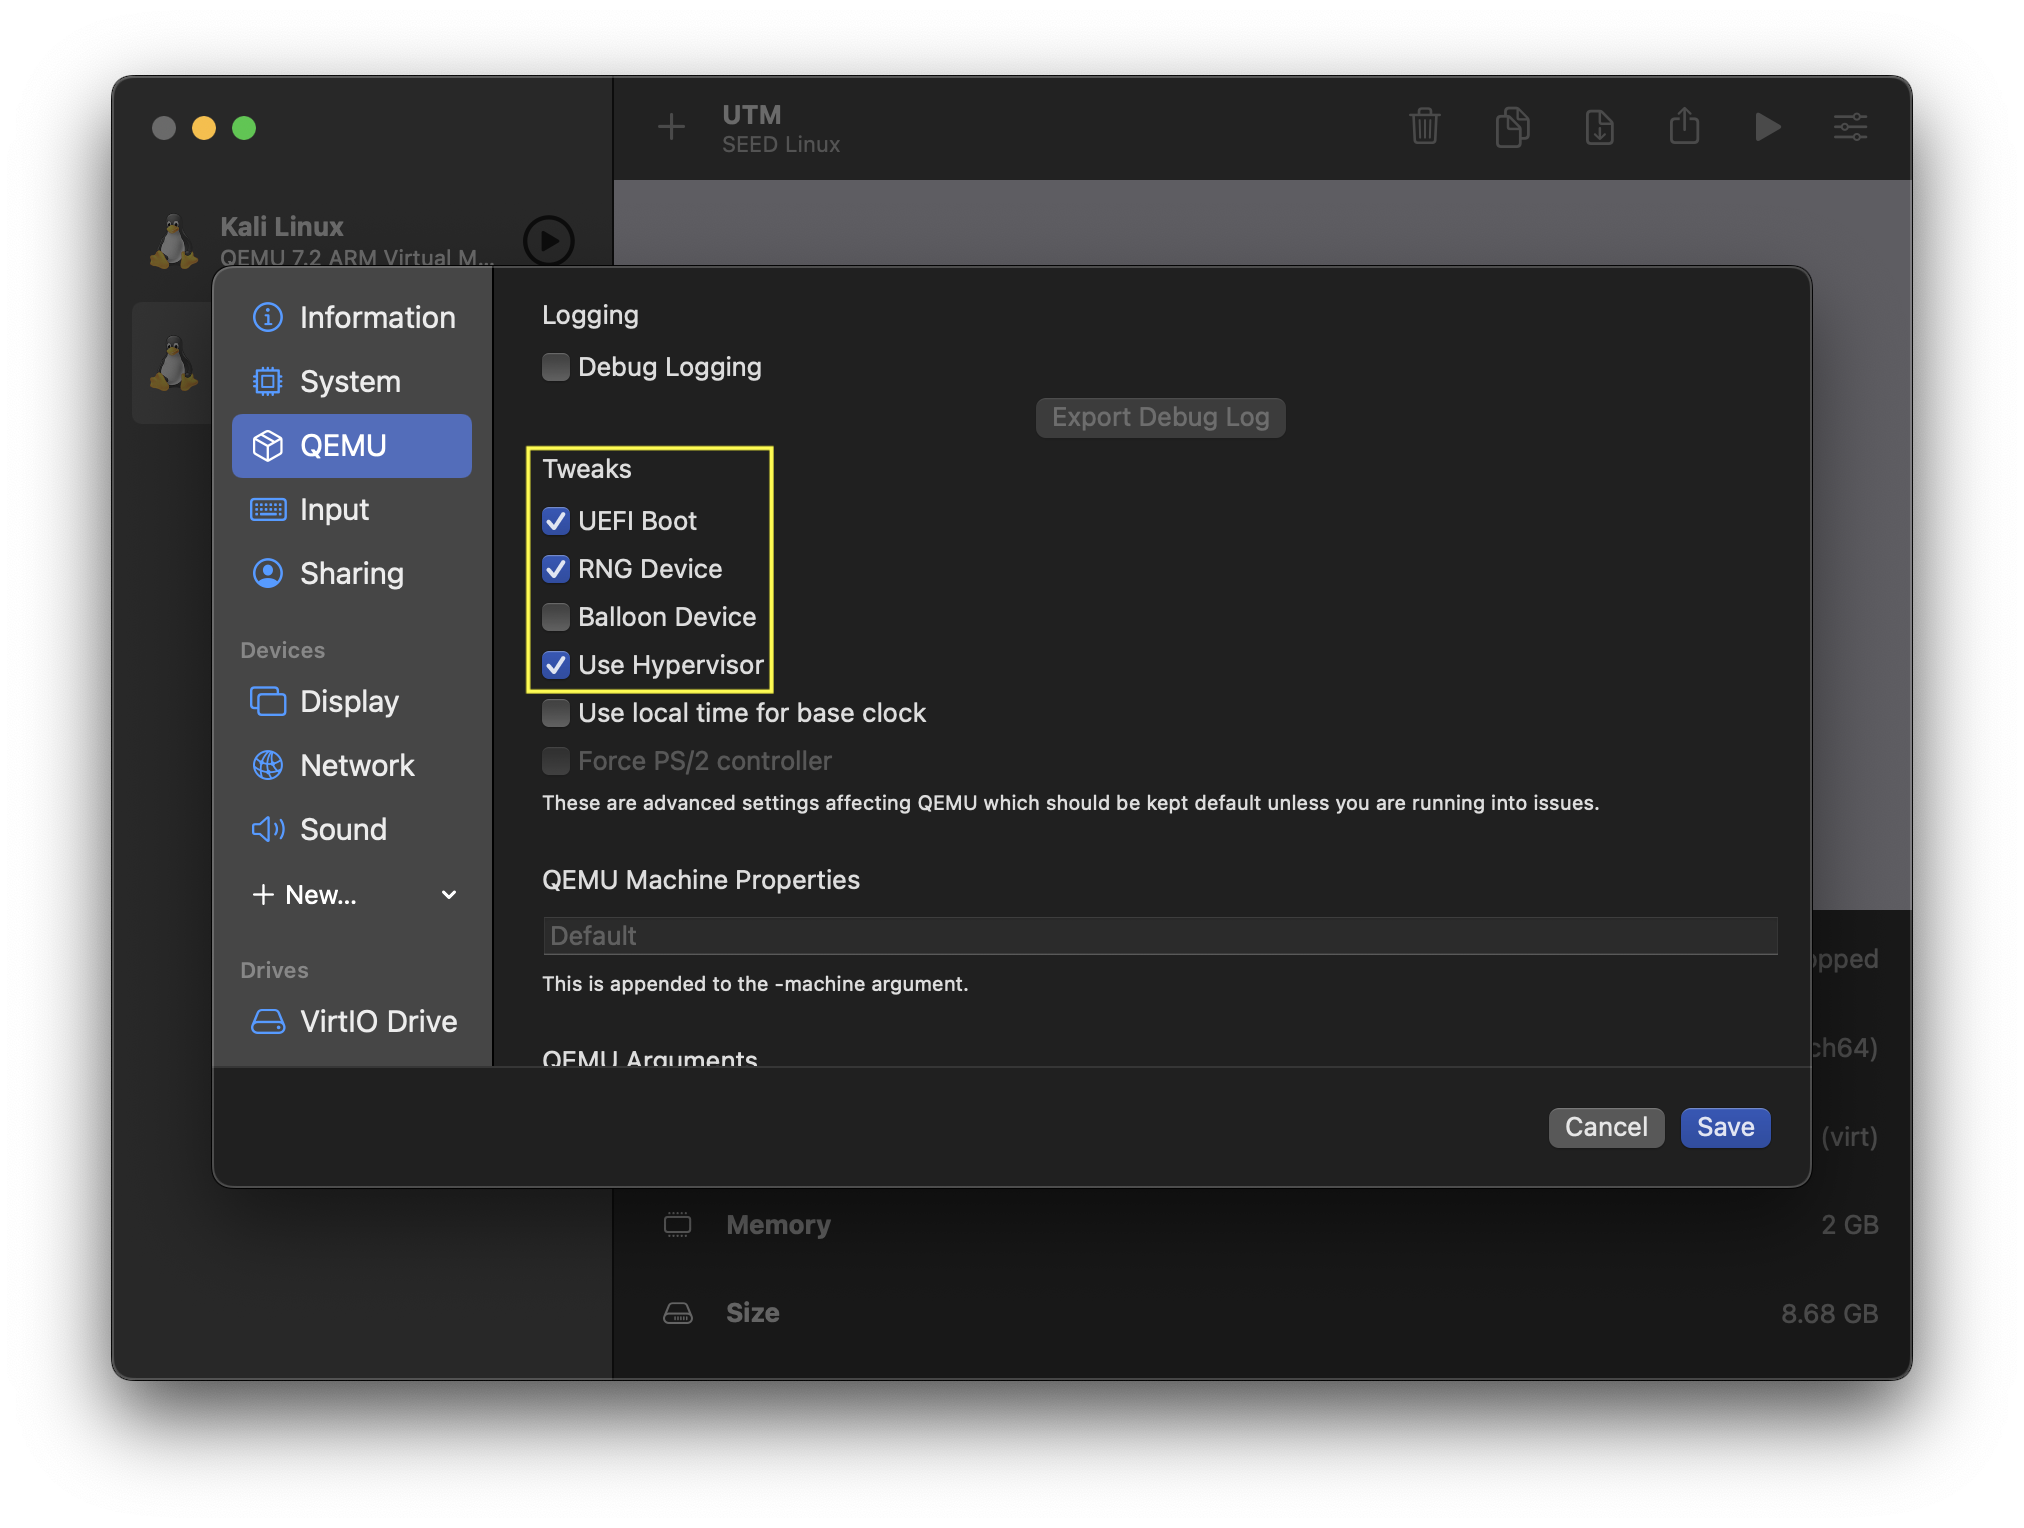 UTM
SEED Linux
Kali Linux
QEMU 7.2 ARM Virtual M...
Information
System
QEMU
Input
Sharing
Devices
Display
Network
Sound
New...
Drives
VirtIO Drive
Logging
Debug Logging
Export Debug Log
Tweaks
UEFI Boot
RNG Device
Balloon Device
Use Hypervisor
Use local time for base clock
Force PS/2 controller
These are advanced settings affecting QEMU which should be kept default unless you are running into issues.
QEMU Machine Properties
Default
This is appended to the -machine argument.
QEMU Arguments
Cancel
Save
opped
ch64)
(virt)
Memory
2 GB
Size
8.68 GB